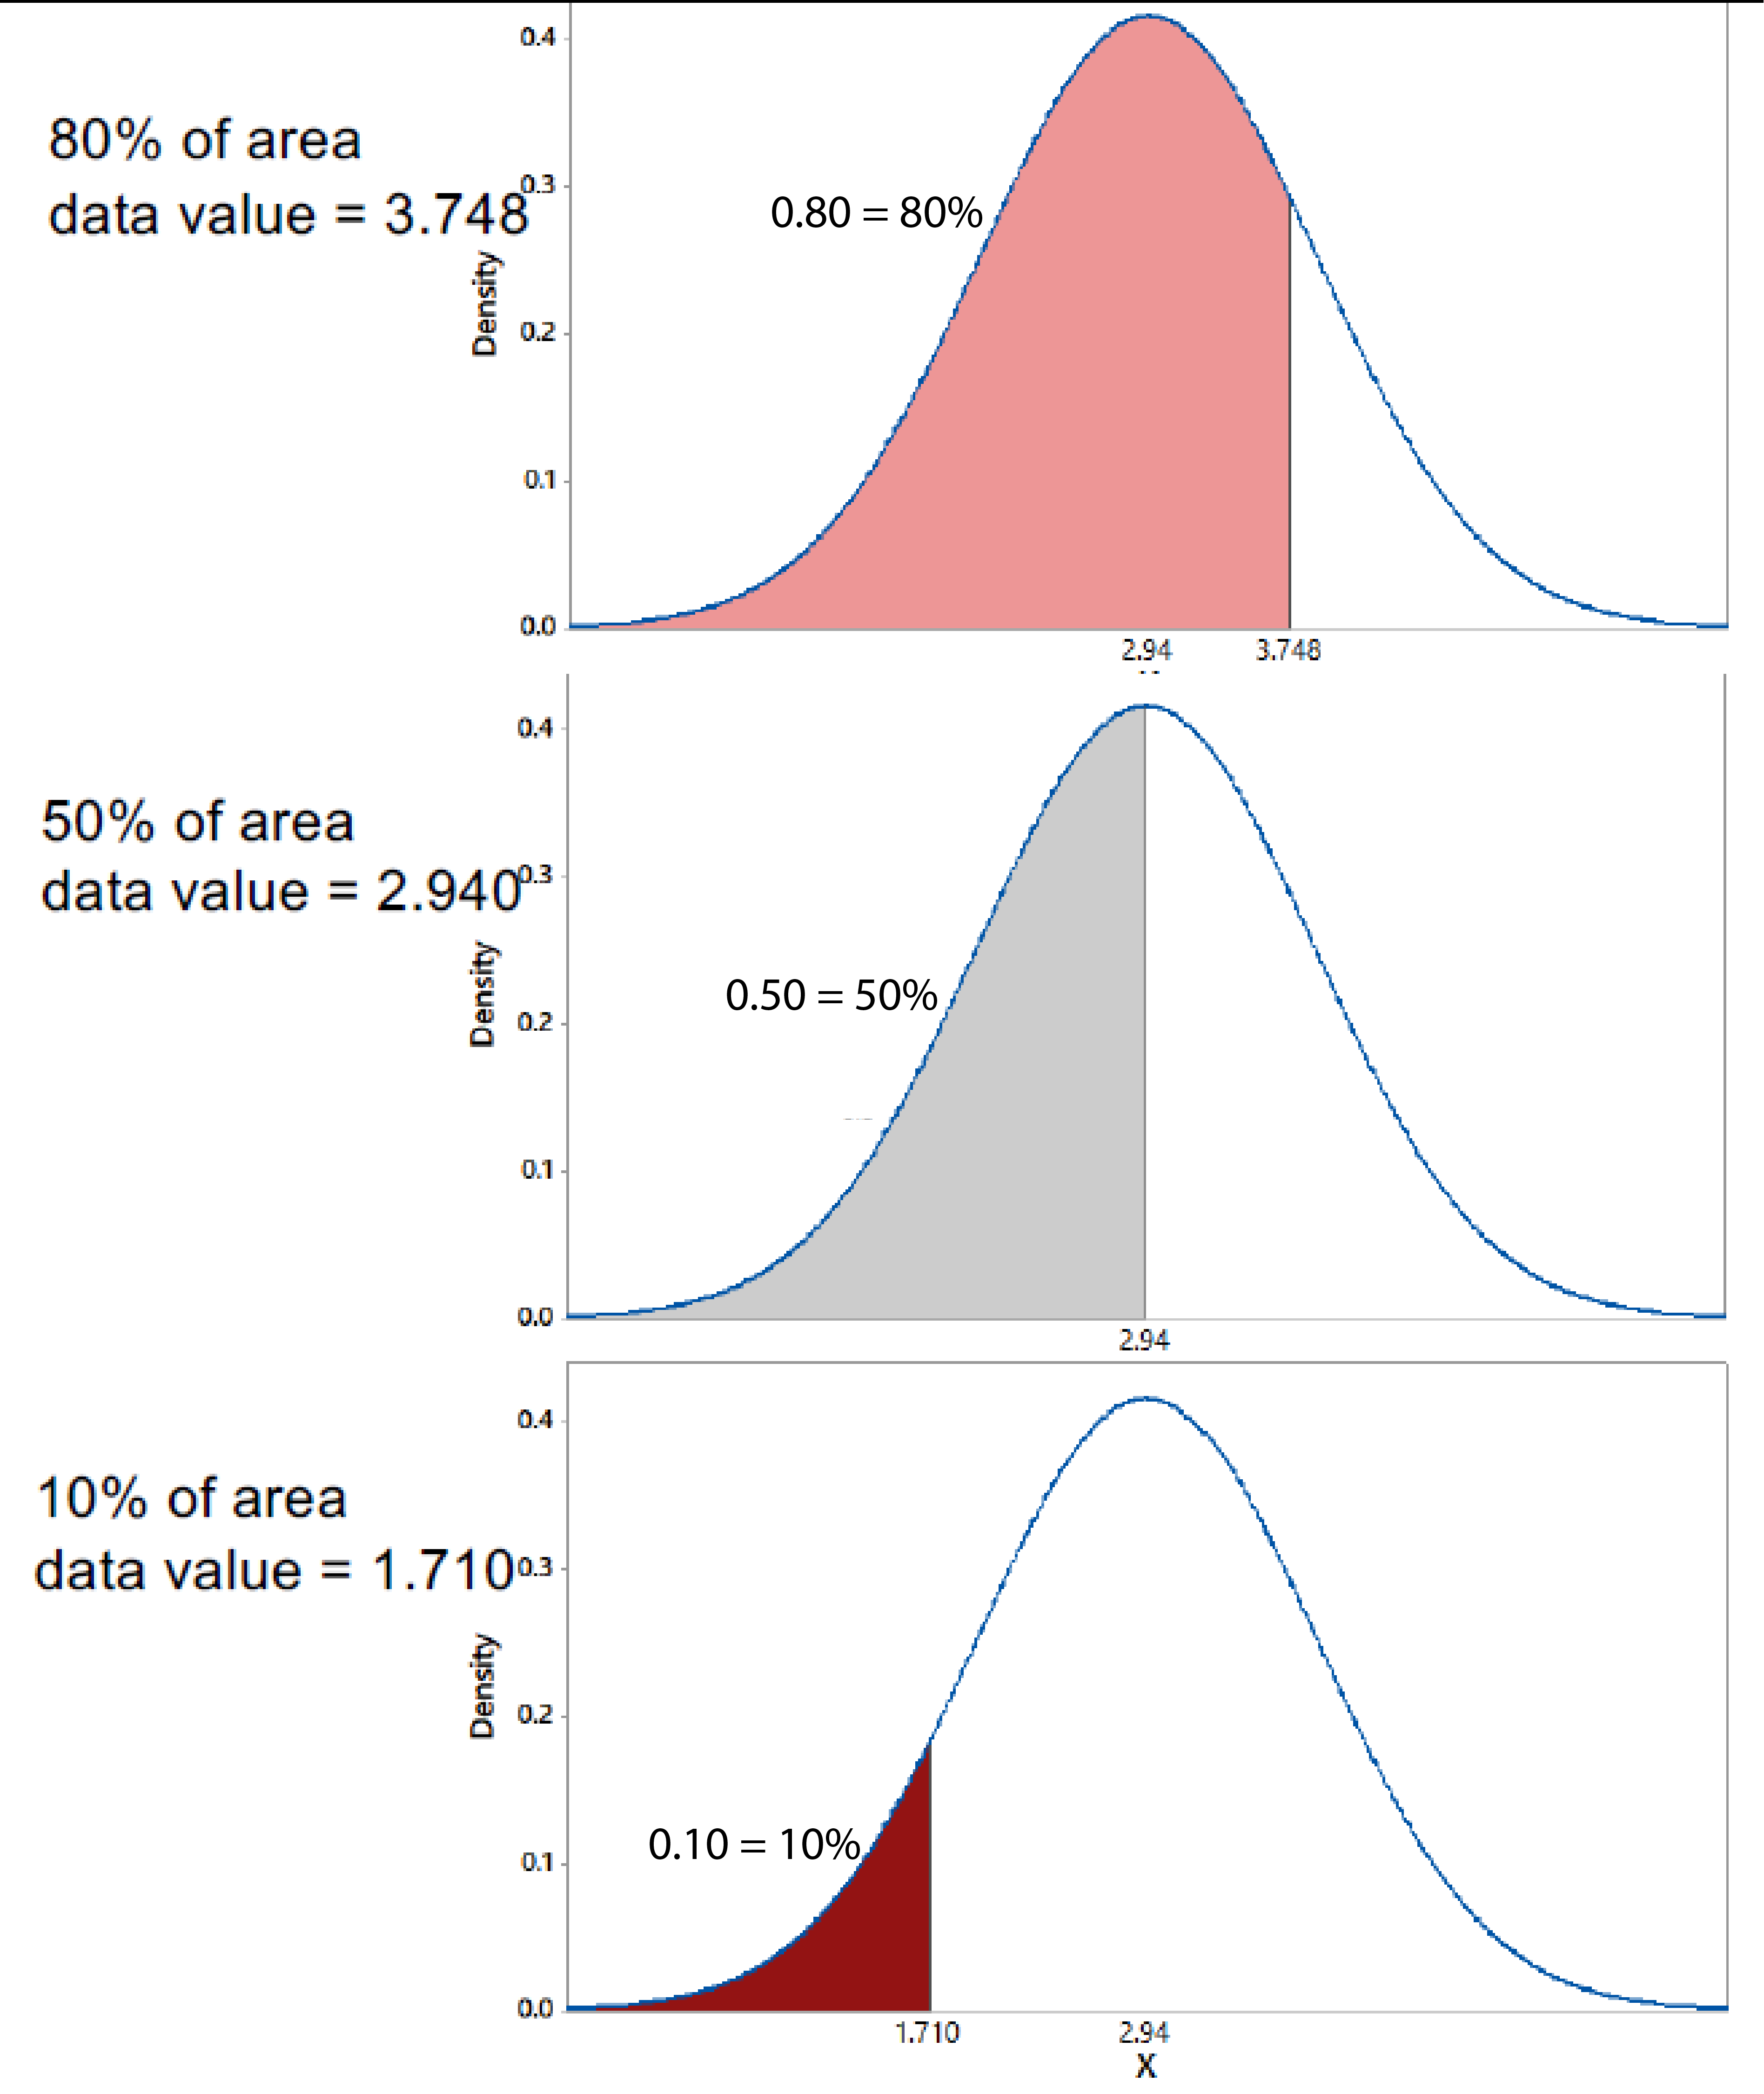 80% of area
data value = 3.748
0.80 = 80%
Density
0.4
0.3
0.2
0.1
0.0
2.94 3.748
50% of area
data value = 2.940
0.50 = 50%
Density
0.4
0.3
0.2
0.1
0.0
2.94
10% of area
data value = 1.710
0.10 = 10%
Density
0.4
0.3
0.2
0.1
0.0
1.710 2.94
X